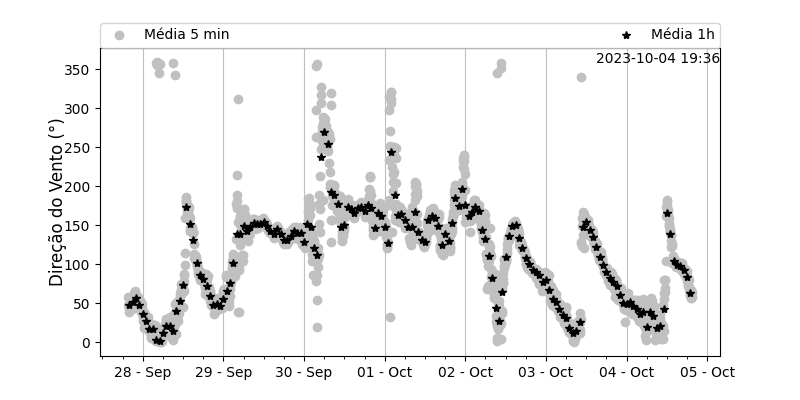 Média 5 min
Média 1h
2023-10-04 19:36
Direção do Vento (°)
350
300
250
200
150
100
50
0
28 - Sep
29 - Sep
30 - Sep
01 - Oct
02 - Oct
03 - Oct
04 - Oct
05 - Oct